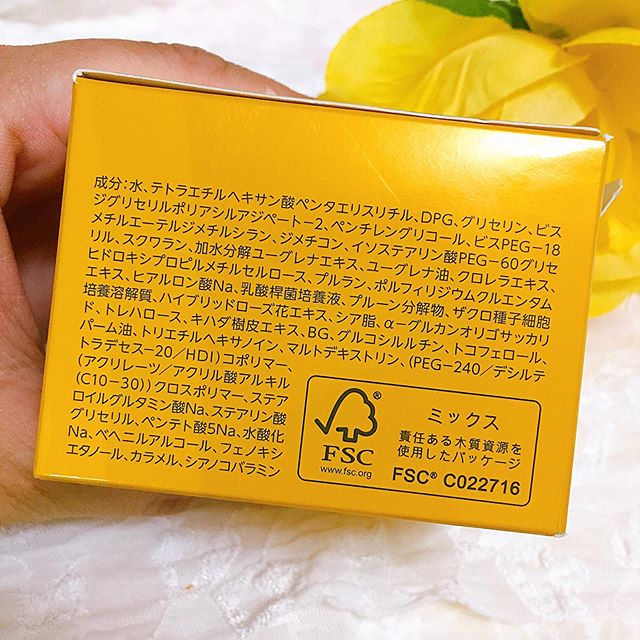 成分：水、テトラエチルヘキサン酸ペンタエリスリチル、DPG、グリセリン、ビス
ジグリセリルポリアシルアジペート−2、ペンチレングリコール、ビスPEG−18
メチルエーテルジメチルシラン、ジメチコン、イソステアリン酸PEG−60グリセ
リル、スクワラン、加水分解ユーグレナエキス、ユーグレナ油、クロレラエキス、
ヒドロキシプロピルメチルセルロース、プルラン、ポルフィリジウムクルエンタム
エキス、ヒアルロン酸Na、乳酸桿菌培養液、プルーン分解物、ザクロ種子細胞
培養溶解質、ハイブリッドローズ花エキス、シア脂、α−グルカンオリゴサッカリ
ド、トレハロース、キハダ樹皮エキス、BG、グルコシルルチン、トコフェロール、
パーム油、トリエチルヘキサノイン、マルトデキストリン、(PEG−240／デシルテ
トラデセス−20／HDI)コポリマー、
(アクリレーツ／アクリル酸アルキル
(C10−30))クロスポリマー、ステア
ロイルグルタミン酸Na、ステアリン酸
グリセリル、ペンテト酸5Na、水酸化
Na、ベヘニルアルコール、フェノキシ
エタノール、カラメル、シアノコバラミン
®
FSC
www.fsc.org
ミックス
責任ある木質資源を
使用したパッケージ
FSC® C022716